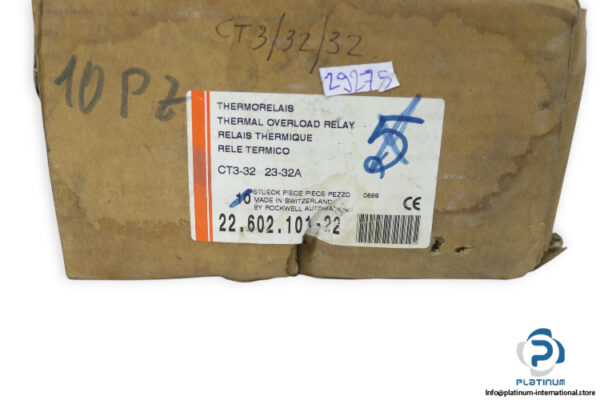 CT3/32/32
29278
10 PZ
THERMORELAIS
THERMAL OVERLOAD RELAY
RELAIS THERMIQUE
RELE TERMICO
5
CT3-32 23-32A
10 STUECK PIECE PIECE PEZZO 0889
MADE IN SWITZERLAND
BY ROCKWELL AUTOMATION
CE
22.602.101-22
PLATINUM
info@platinum-international.store